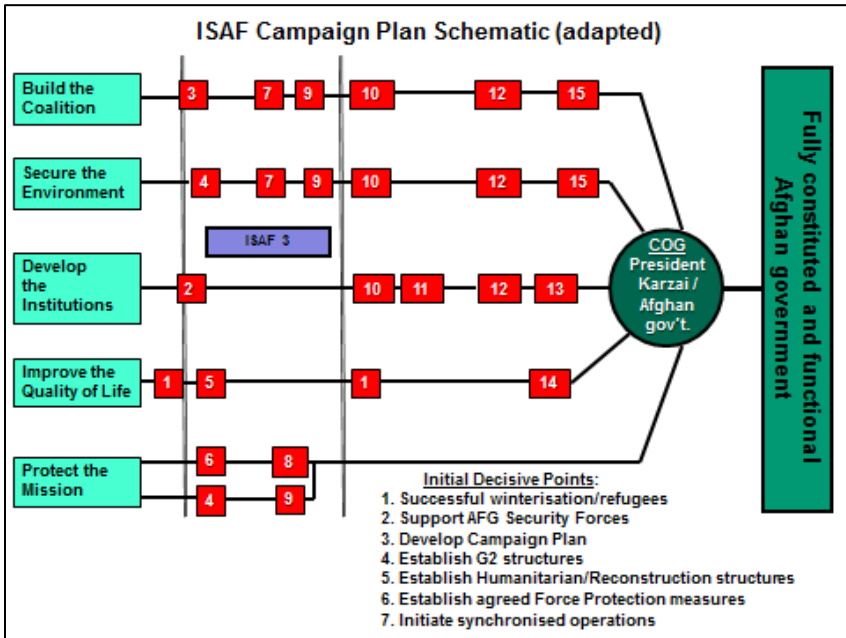 ISAF Campaign Plan Schematic (adapted)
Build the
Coalition
3 7 9 10 12 15
Secure the
Environment
4 7 9 10 12 15
ISAF 3
Develop
the
Institutions
2 10 11 12 13
Improve the
Quality of Life
1 5 1 14
Protect the
Mission
6 8
4 9
COG
President
Karzai /
Afghan
gov't.
Fully constituted and functional
Afghan government
Initial Decisive Points:
1. Successful winterisation/refugees
2. Support AFG Security Forces
3. Develop Campaign Plan
4. Establish G2 structures
5. Establish Humanitarian/Reconstruction structures
6. Establish agreed Force Protection measures
7. Initiate synchronised operations